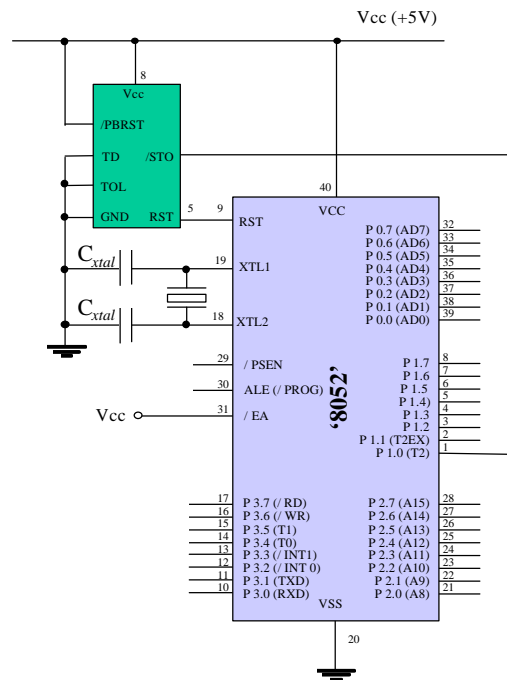 Vcc (+5V)
8
Vcc
/PBRST
TD
/STO
TOL
GND
RST
5
9
RST
40
VCC
C xtal
19
XTL1
C xtal
18
XTL2
29
/ PSEN
30
ALE (/ PROG)
Vcc
31
/ EA
'8052'
P 0.7 (AD7)
32
P 0.6 (AD6)
33
P 0.5 (AD5)
34
P 0.4 (AD4)
35
P 0.3 (AD3)
36
P 0.2 (AD2)
37
P 0.1 (AD1)
38
P 0.0 (AD0)
39
P 1.7
8
P 1.6
7
P 1.5
6
P 1.4)
5
P 1.3
4
P 1.2
3
P 1.1 (T2EX)
2
P 1.0 (T2)
1
17
P 3.7 (/ RD)
16
P 3.6 (/ WR)
15
P 3.5 (T1)
14
P 3.4 (T0)
13
P 3.3 (/ INT1)
12
P 3.2 (/ INT 0)
11
P 3.1 (TXD)
10
P 3.0 (RXD)
P 2.7 (A15)
28
P 2.6 (A14)
27
P 2.5 (A13)
26
P 2.4 (A12)
25
P 2.3 (A11)
24
P 2.2 (A10)
23
P 2.1 (A9)
22
P 2.0 (A8)
21
VSS
20